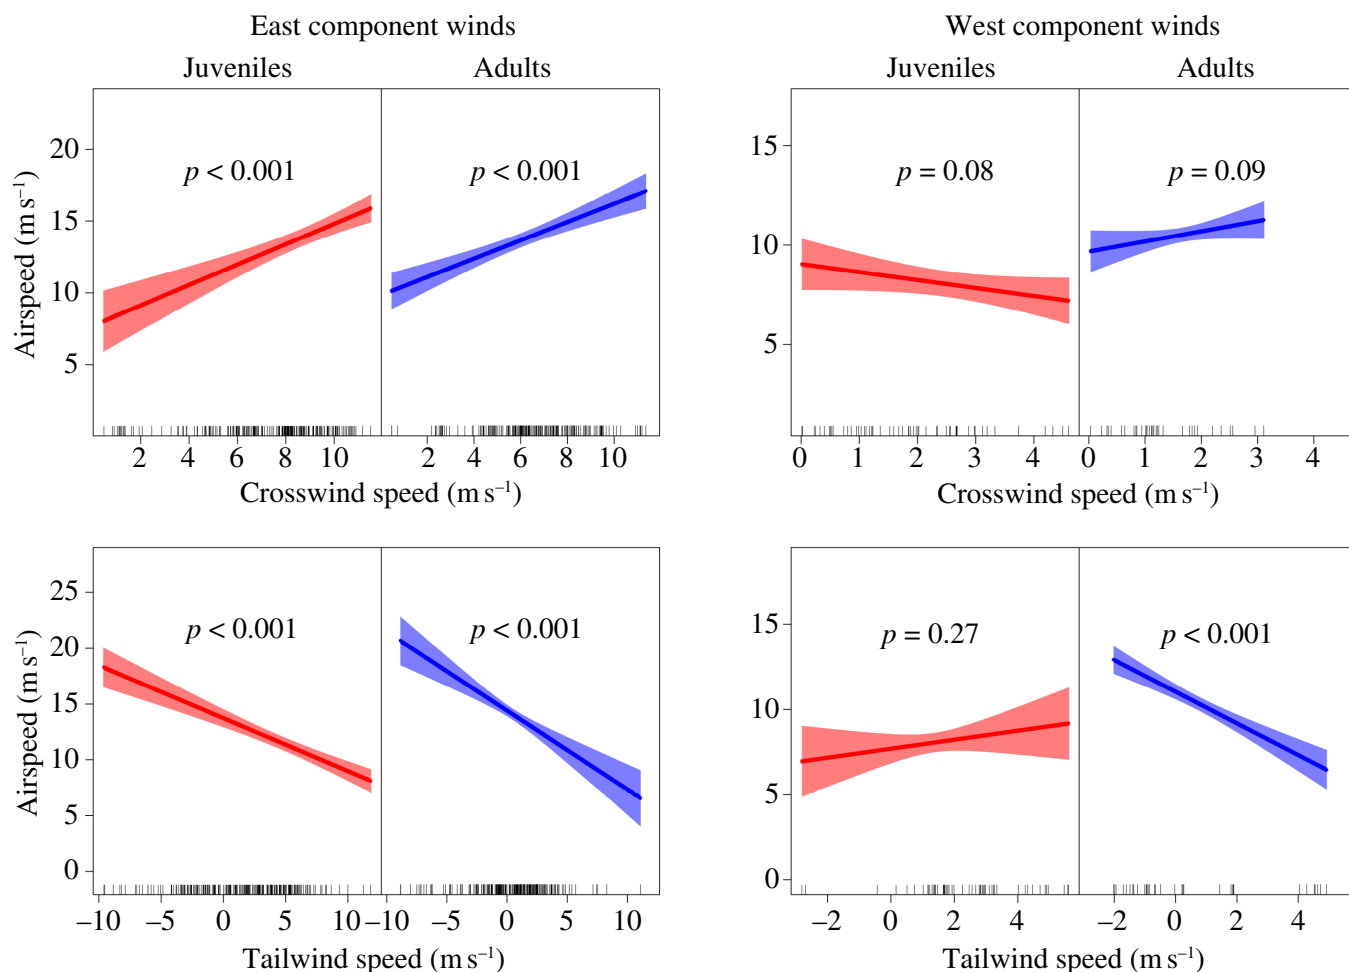 East component winds
West component winds
Juveniles
Adults
Juveniles
Adults
Airspeed (m s⁻¹)
20
15
10
5
p < 0.001
p < 0.001
2 4 6 8 10
2 4 6 8 10
Crosswind speed (m s⁻¹)
15
10
5
p = 0.08
p = 0.09
0 1 2 3 4
0 1 2 3 4
Crosswind speed (m s⁻¹)
Airspeed (m s⁻¹)
25
20
15
10
5
0
p < 0.001
p < 0.001
−10 −5 0 5 10
−10 −5 0 5 10
Tailwind speed (m s⁻¹)
15
10
5
0
p = 0.27
p < 0.001
−2 0 2 4
−2 0 2 4
Tailwind speed (m s⁻¹)